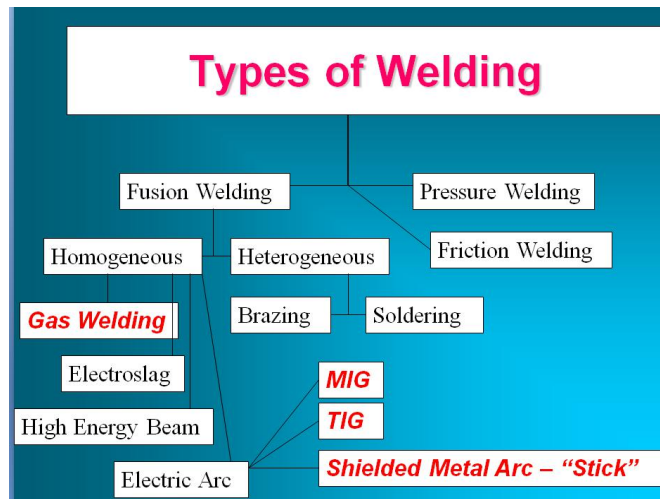 Types of Welding
Fusion Welding
Pressure Welding
Homogeneous
Heterogeneous
Friction Welding
Gas Welding
Brazing
Soldering
Electroslag
MIG
High Energy Beam
TIG
Electric Arc
Shielded Metal Arc – “Stick”